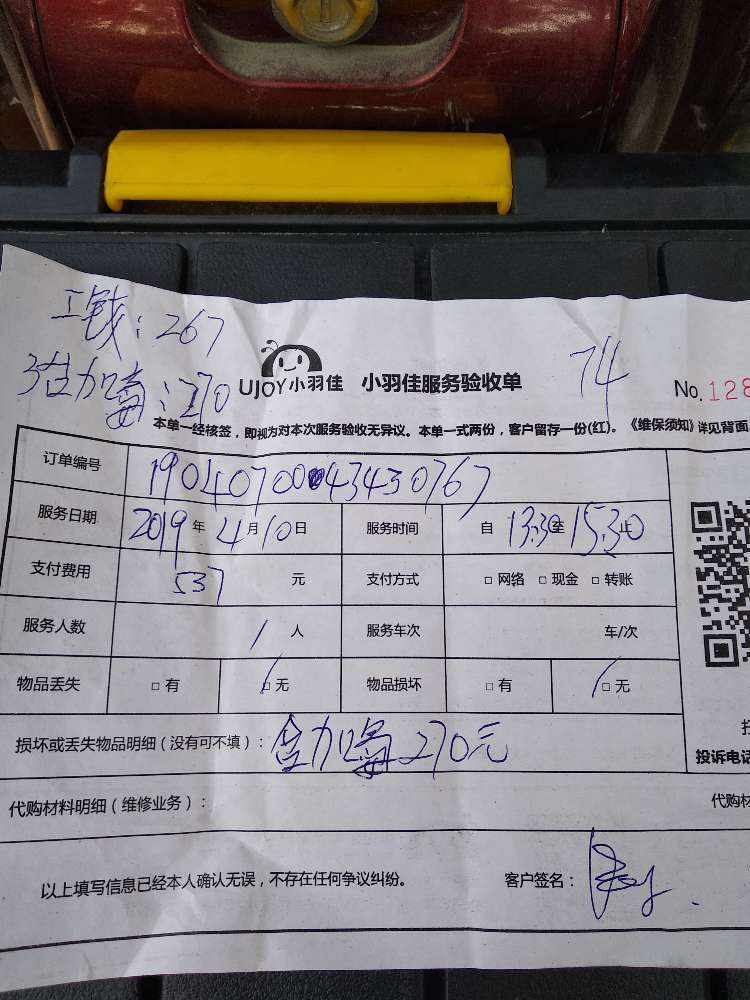 工钱：267
加毒：270
UJOY小羽佳 小羽佳服务验收单
74
No.128
本单一经核签，即视为对本次服务验收无异议。本单一式两份，客户留存一份(红)。《维保须知》详见背面
订单编号 1904070043430767
服务日期 2019年4月10日 服务时间 自13:30至15:30止
支付费用 537元 支付方式 □网络 □现金 □转账
服务人数 1人 服务车次 车/次
物品丢失 □有 □无 物品损坏 □有 □无
损坏或丢失物品明细（没有可不填）： 含加毒270元
投诉电话
代购材料明细（维修业务）： 代购材
以上填写信息已经本人确认无误，不存在任何争议纠纷。 客户签名：